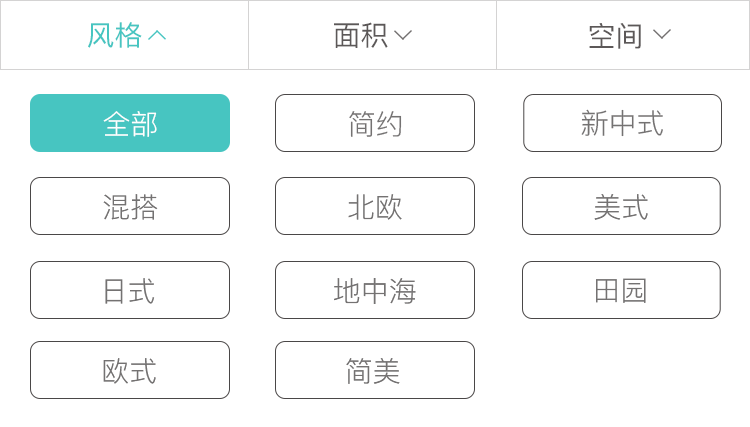 风格 面积 空间
全部 简约 新中式
混搭 北欧 美式
日式 地中海 田园
欧式 简美